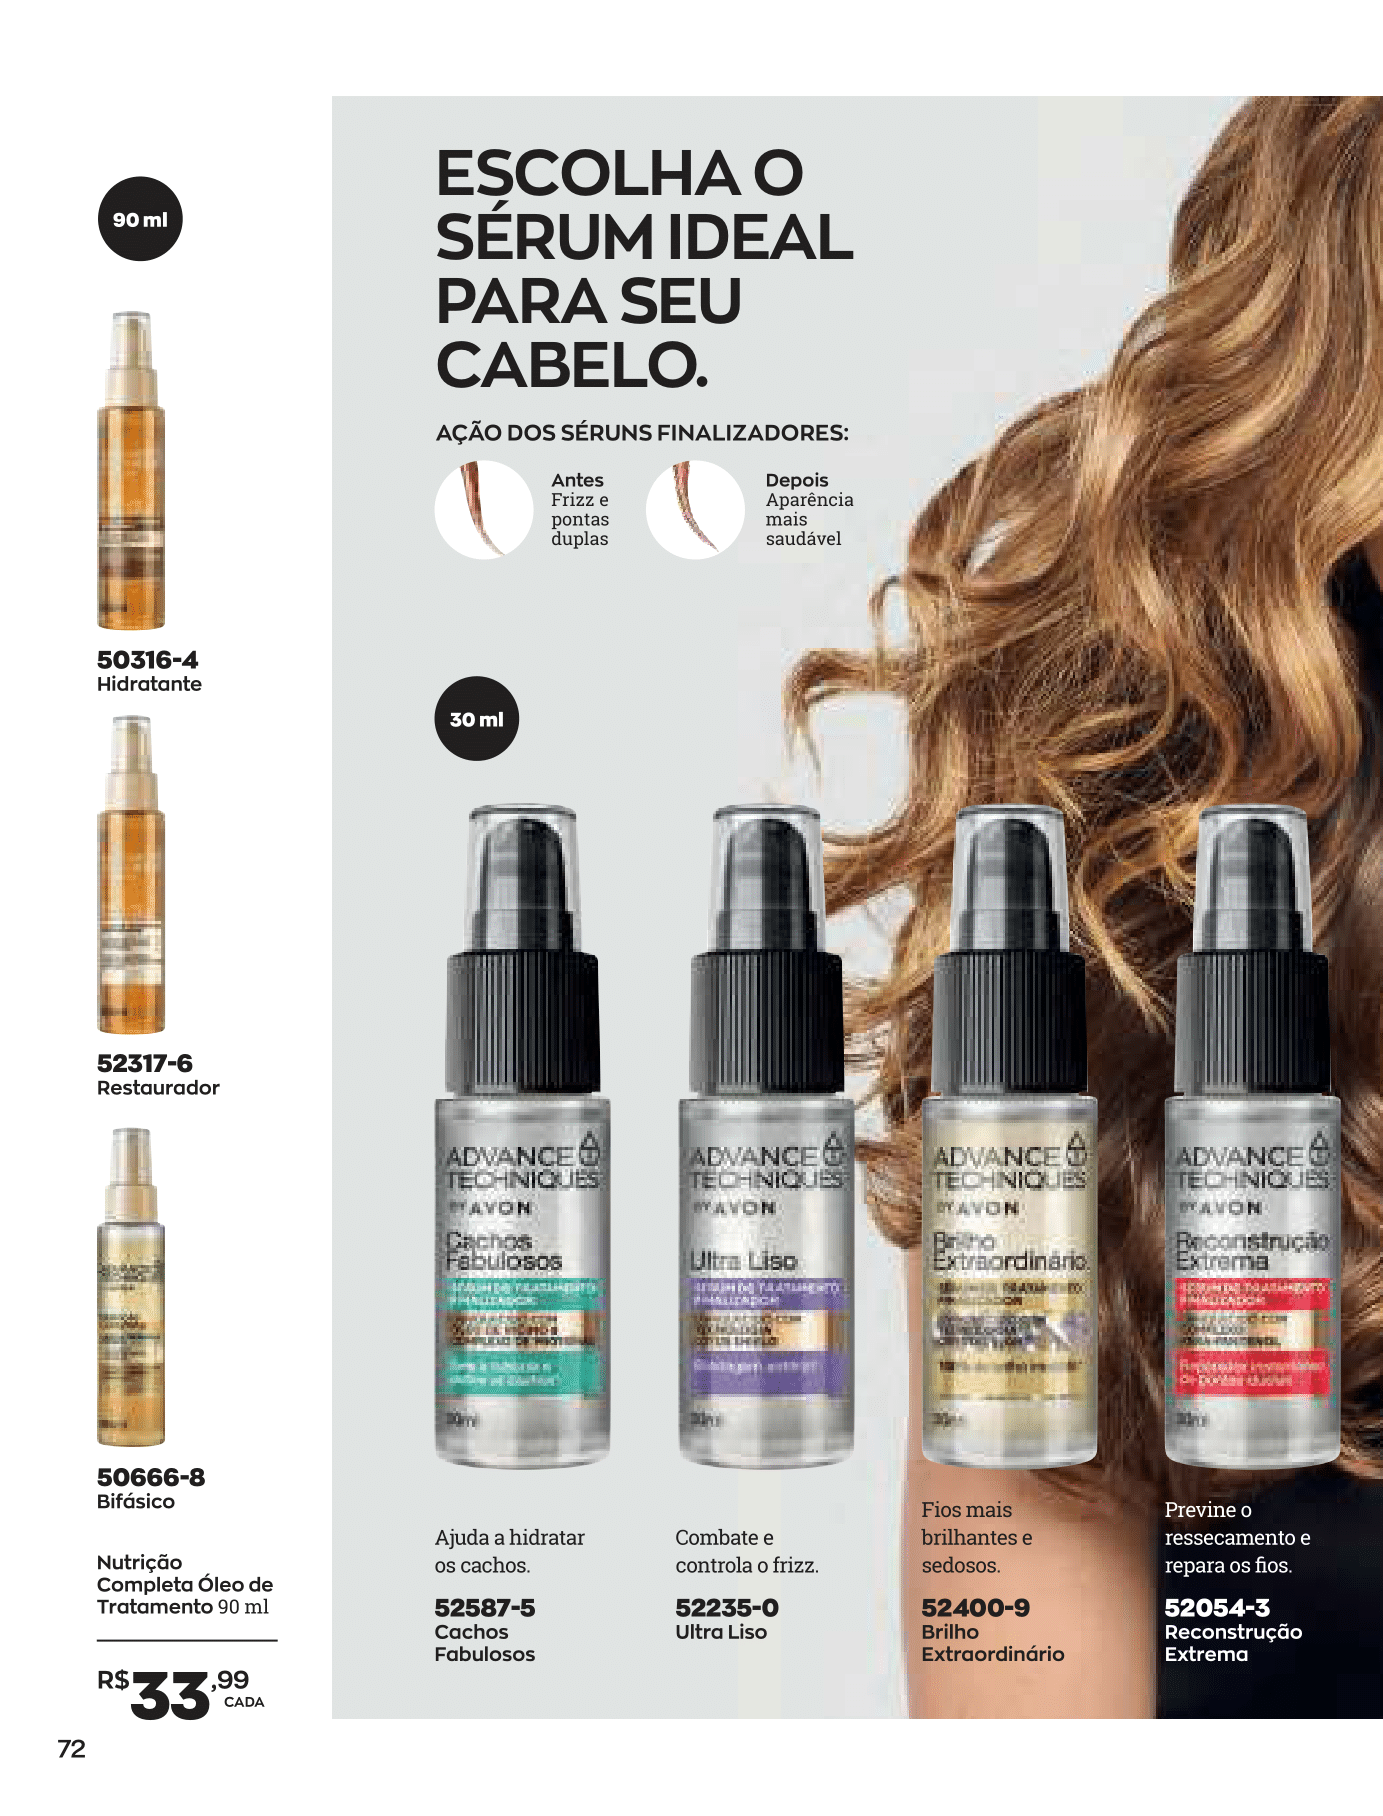 90 ml
50316-4
Hidratante
52317-6
Restaurador
50666-8
Bifásico
Nutrição
Completa Óleo de
Tratamento 90 ml
R$33,99
CADA
72
ESCOLHA O
SÉRUM IDEAL
PARA SEU
CABELO.
AÇÃO DOS SÉRUNS FINALIZADORES:
Antes
Frizz e
pontas
duplas
Depois
Aparência
mais
saudável
30 ml
ADVANCE
TECHNIQUES
BY AVON
Cachos
Fabulosos
30ml
ADVANCE
TECHNIQUES
BY AVON
Ultra Liso
30ml
ADVANCE
TECHNIQUES
BY AVON
Brilho
Extraordinário
30ml
ADVANCE
TECHNIQUES
BY AVON
Reconstrução
Extrema
30ml
Ajuda a hidratar
os cachos.
52587-5
Cachos
Fabulosos
Combate e
controla o frizz.
52235-0
Ultra Liso
Fios mais
brilhantes e
sedosos.
52400-9
Brilho
Extraordinário
Previne o
ressecamento e
repara os fios.
52054-3
Reconstrução
Extrema